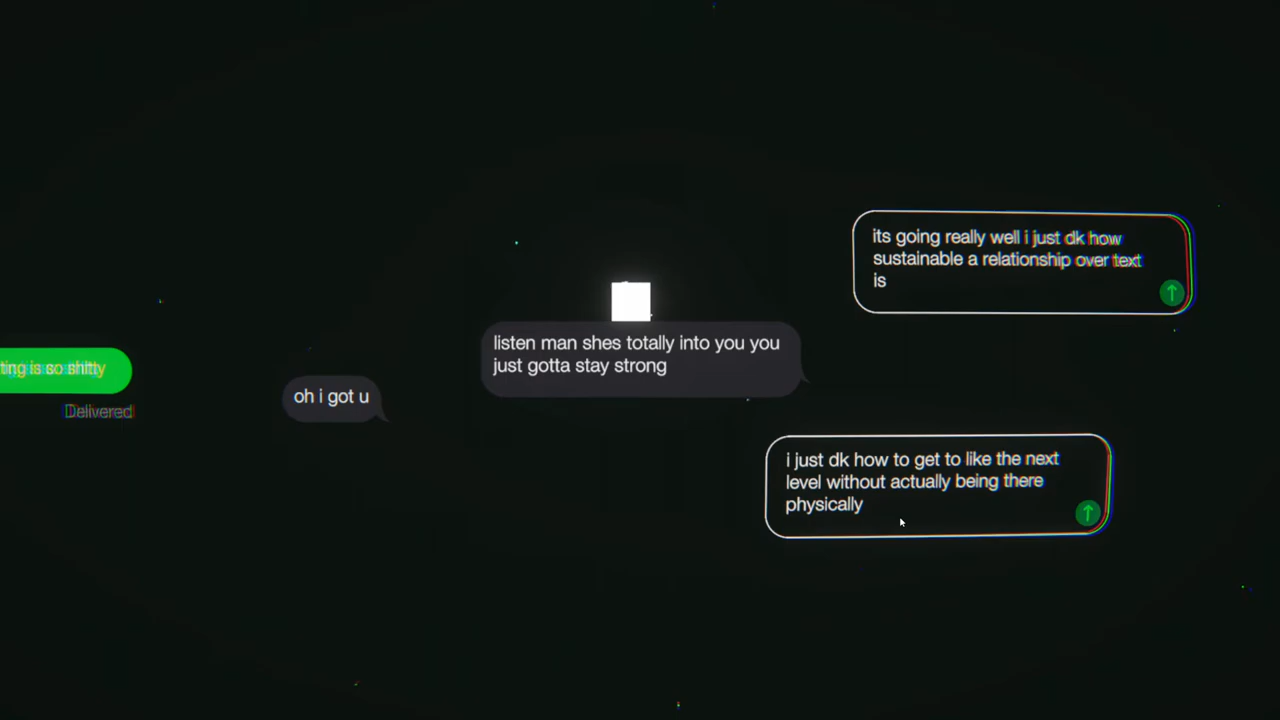 ting is so shitty
Delivered
oh i got u
listen man shes totally into you you
just gotta stay strong
its going really well i just dk how
sustainable a relationship over text
is
i just dk how to get to like the next
level without actually being there
physically